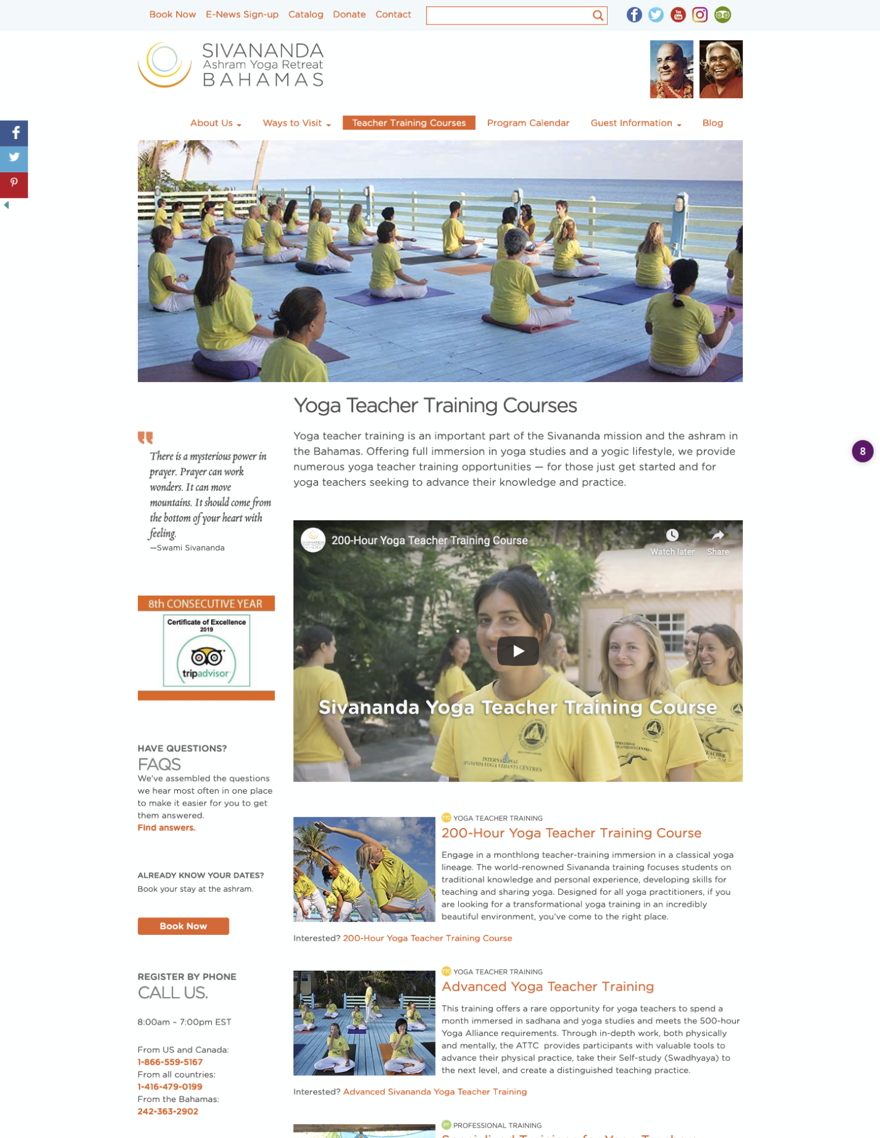 Book Now E-News Sign-up Catalog Donate Contact
SIVANANDA
Ashram Yoga Retreat
BAHAMAS
About Us Ways to Visit Teacher Training Courses Program Calendar Guest Information Blog
Yoga Teacher Training Courses
Yoga teacher training is an important part of the Sivananda mission and the ashram in
the Bahamas. Offering full immersion in yoga studies and a yogic lifestyle, we provide
numerous yoga teacher training opportunities — for those just get started and for
yoga teachers seeking to advance their knowledge and practice.
There is a mysterious power in
prayer. Prayer can work
wonders. It can move
mountains. It should come from
the bottom of your heart with
feeling.
—Swami Sivananda
8
200-Hour Yoga Teacher Training Course
Watch later Share
Sivananda Yoga Teacher Training Course
8th CONSECUTIVE YEAR
Certificate of Excellence
2019
tripadvisor
HAVE QUESTIONS?
FAQS
We've assembled the questions
we hear most often in one place
to make it easier for you to get
them answered.
Find answers.
ALREADY KNOW YOUR DATES?
Book your stay at the ashram.
Book Now
REGISTER BY PHONE
CALL US.
8:00am – 7:00pm EST
From US and Canada:
1-866-559-5167
From all countries:
1-416-479-0199
From the Bahamas:
242-363-2902
YOGA TEACHER TRAINING
200-Hour Yoga Teacher Training Course
Engage in a monthlong teacher-training immersion in a classical yoga
lineage. The world-renowned Sivananda training focuses students on
traditional knowledge and personal experience, developing skills for
teaching and sharing yoga. Designed for all yoga practitioners, if you
are looking for a transformational yoga training in an incredibly
beautiful environment, you've come to the right place.
Interested? 200-Hour Yoga Teacher Training Course
YOGA TEACHER TRAINING
Advanced Yoga Teacher Training
This training offers a rare opportunity for yoga teachers to spend a
month immersed in sadhana and yoga studies and meets the 500-hour
Yoga Alliance requirements. Through in-depth work, both physically
and mentally, the ATTC provides participants with valuable tools to
advance their physical practice, take their Self-study (Swadhyaya) to
the next level, and create a distinguished teaching practice.
Interested? Advanced Sivananda Yoga Teacher Training
PROFESSIONAL TRAINING